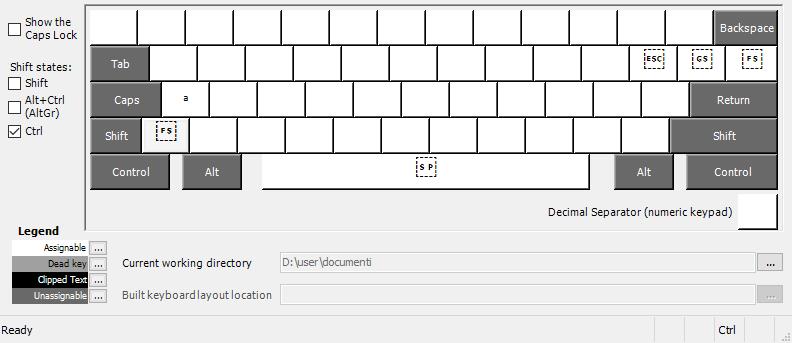 Show the
Caps Lock
Backspace
Shift states:
Tab
ESC GS FS
Shift
Caps a Return
Alt+Ctrl
(AltGr)
Ctrl
Shift FS Shift
Control Alt SP Alt Control
Decimal Separator (numeric keypad)
Legend
Assignable ...
Dead key ...
Clipped Text ...
Unassignable ...
Current working directory D:\user\documenti ...
Built keyboard layout location ...
Ready Ctrl